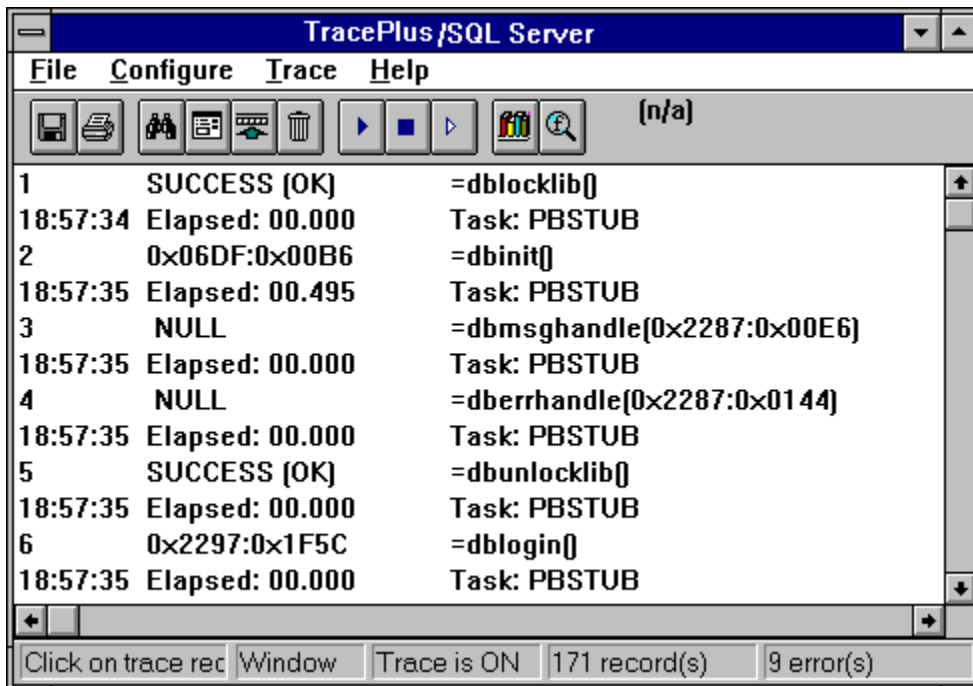 TracePlus/SQL Server
File Configure Trace Help
(n/a)
1 SUCCESS (OK) =dblocklib()
18:57:34 Elapsed: 00.000 Task: PBSTUB
2 0x06DF:0x00B6 =dbinit()
18:57:35 Elapsed: 00.495 Task: PBSTUB
3 NULL =dbmsghandle(0x2287:0x00E6)
18:57:35 Elapsed: 00.000 Task: PBSTUB
4 NULL =dberrhandle(0x2287:0x0144)
18:57:35 Elapsed: 00.000 Task: PBSTUB
5 SUCCESS (OK) =dbunlocklib()
18:57:35 Elapsed: 00.000 Task: PBSTUB
6 0x2297:0x1F5C =dblogin()
18:57:35 Elapsed: 00.000 Task: PBSTUB
Click on trace rec Window Trace is ON 171 record(s) 9 error(s)